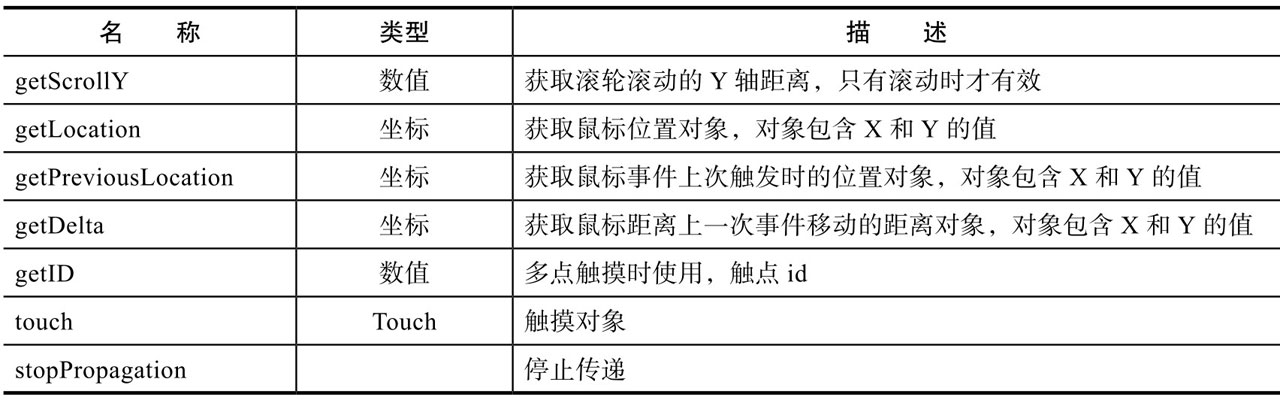 名 称 类型 描 述
getScrollY 数值 获取滚轮滚动的 Y 轴距离，只有滚动时才有效
getLocation 坐标 获取鼠标位置对象，对象包含 X 和 Y 的值
getPreviousLocation 坐标 获取鼠标事件上次触发时的位置对象，对象包含 X 和 Y 的值
getDelta 坐标 获取鼠标距离上一次事件移动的距离对象，对象包含 X 和 Y 的值
getID 数值 多点触摸时使用，触点 id
touch Touch 触摸对象
stopPropagation 停止传递